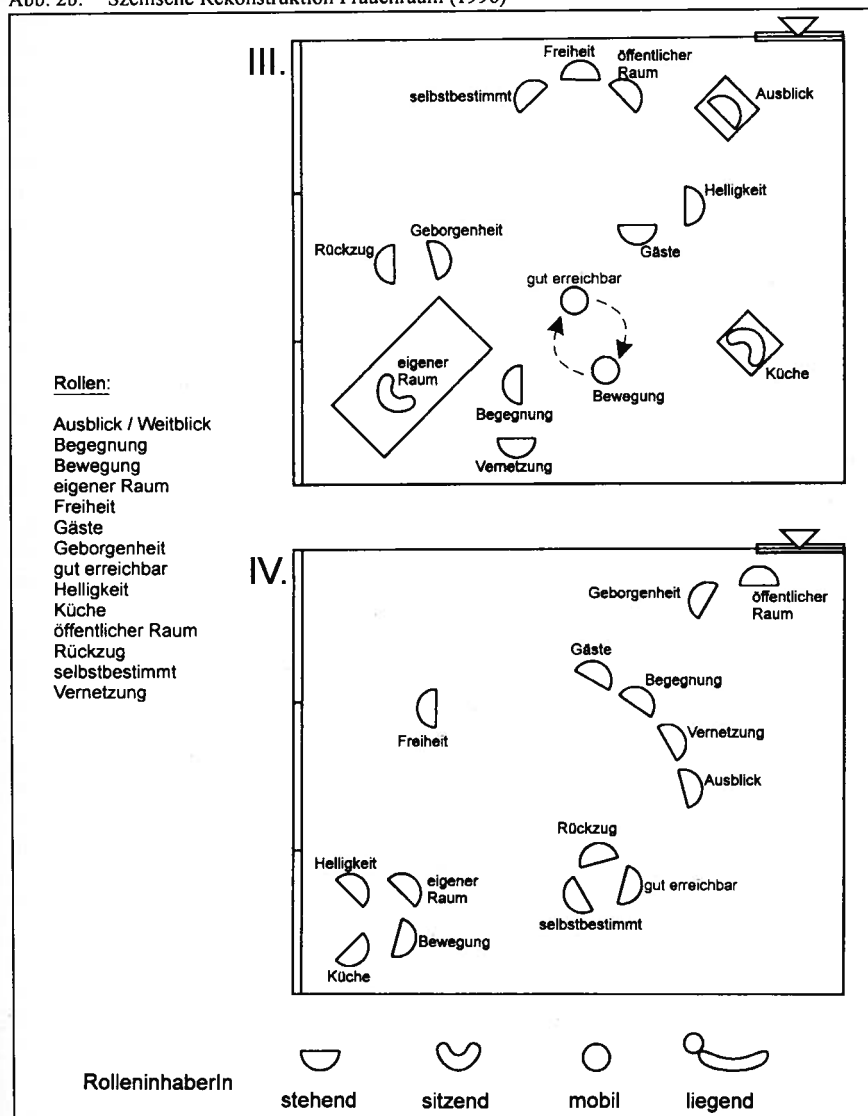 Abb. 2b: Szenische Rekonstruktion Frauenraum (1996)
III.
Freiheit
öffentlicher
Raum
selbstbestimmt
Ausblick
Helligkeit
Geborgenheit
Rückzug
Gäste
gut erreichbar
eigener
Raum
Küche
Begegnung
Bewegung
Vernetzung
Rollen:
Ausblick / Weitblick
Begegnung
Bewegung
eigener Raum
Freiheit
Gäste
Geborgenheit
gut erreichbar
Helligkeit
Küche
öffentlicher Raum
Rückzug
selbstbestimmt
Vernetzung
IV.
Geborgenheit
öffentlicher
Raum
Gäste
Begegnung
Vernetzung
Freiheit
Ausblick
Rückzug
Helligkeit
eigener
Raum
gut erreichbar
selbstbestimmt
Bewegung
Küche
RolleninhaberIn
stehend
sitzend
mobil
liegend